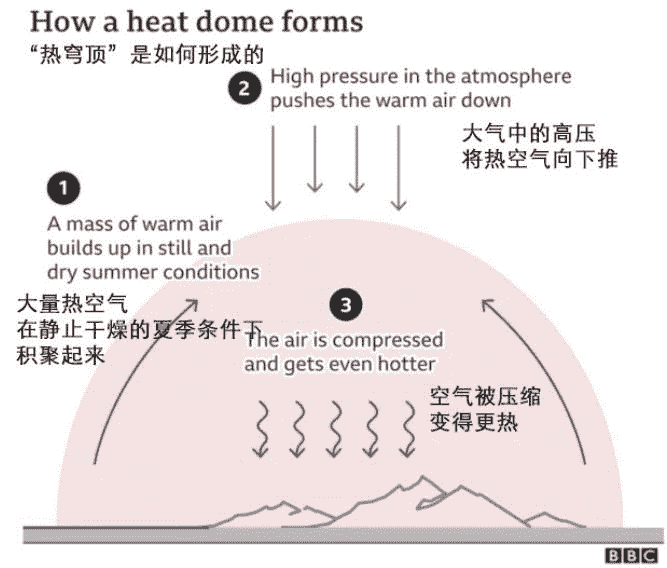 How a heat dome forms
“热穹顶”是如何形成的
2 High pressure in the atmosphere
pushes the warm air down
大气中的高压
将热空气向下推
1
A mass of warm air
builds up in still and
dry summer conditions
大量热空气
在静止干燥的夏季条件下
积聚起来
3
The air is compressed
and gets even hotter
空气被压缩
变得更热
BBC